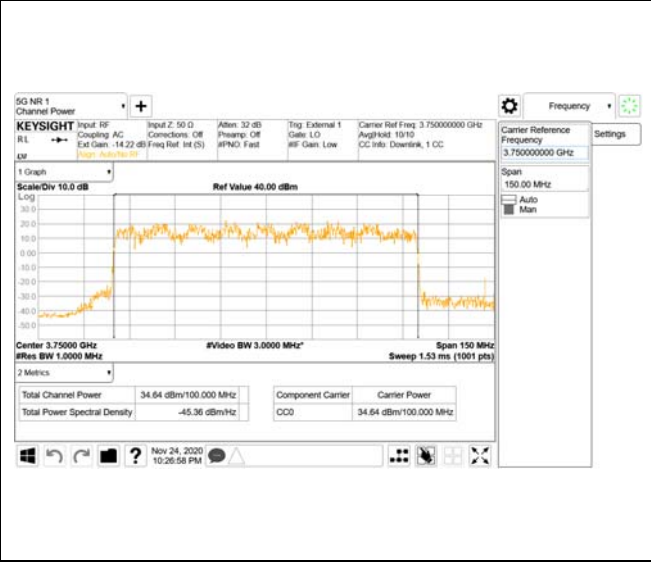 5G NR 1
Channel Power
Frequency
KEYSIGHT
Input: RF
Input Z: 50 Ω
Atten: 32 dB
Trig: External 1
Carrier Ref Freq: 3.750000000 GHz
RL
Coupling: AC
Corrections: Off
Preamp: Off
Gate: LO
Avg|Hold: 10/10
Ext Gain: -14.22 dB
Freq Ref: Int (S)
#PNO: Fast
#IF Gain: Low
CC Info: Downlink, 1 CC
Align: Auto/No RF
Carrier Reference
Frequency
3.750000000 GHz
Settings
Span
150.00 MHz
Auto
Man
1 Graph
Scale/Div 10.0 dB
Ref Value 40.00 dBm
Log
30.0
20.0
10.0
0.00
-10.0
-20.0
-30.0
-40.0
-50.0
Center 3.75000 GHz
#Video BW 3.0000 MHz*
Span 150 MHz
#Res BW 1.0000 MHz
Sweep 1.53 ms (1001 pts)
2 Metrics
Total Channel Power
34.64 dBm/100.000 MHz
Total Power Spectral Density
-45.36 dBm/Hz
Component Carrier
Carrier Power
CC0
34.64 dBm/100.000 MHz
?
Nov 24, 2020
10:26:58 PM